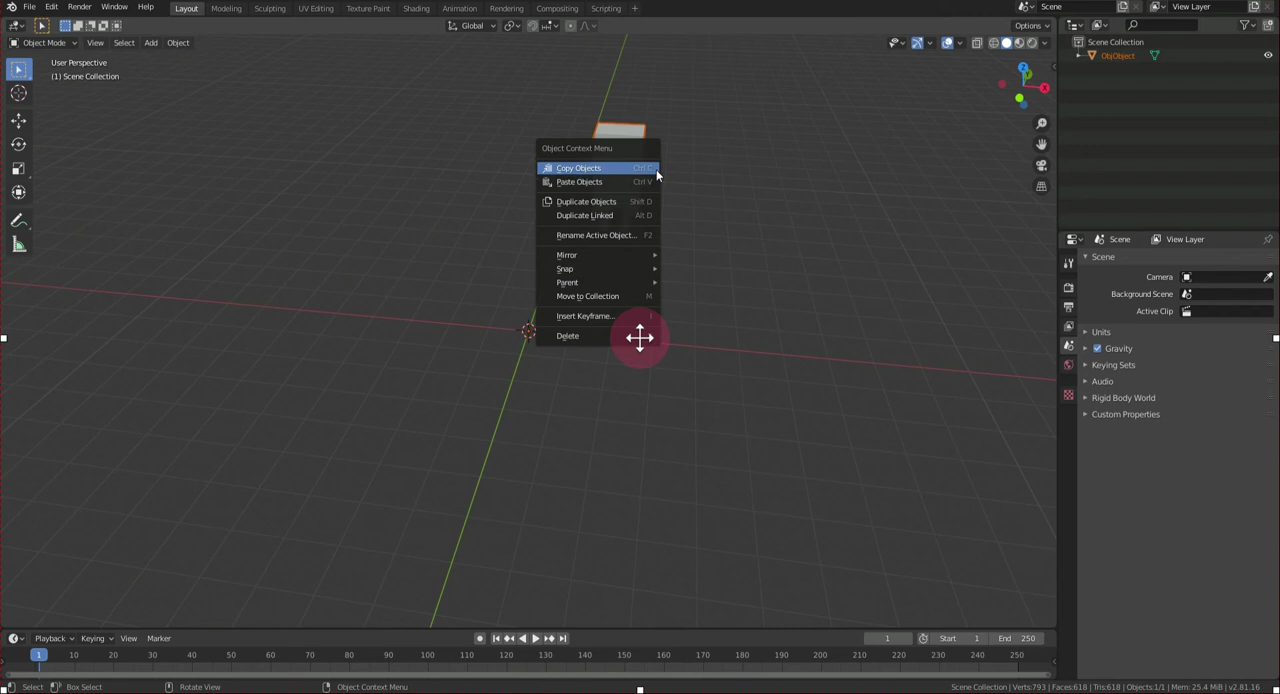 File Edit Render Window Help Layout Modeling Sculpting UV Editing Texture Paint Shading Animation Rendering Compositing Scripting + Scene View Layer
Global Options
Object Mode View Select Add Object
Scene Collection
ObjObject
User Perspective
(1) Scene Collection
Z
Y
X
Object Context Menu
Copy Objects Ctrl C
Paste Objects Ctrl V
Duplicate Objects Shift D
Duplicate Linked Alt D
Rename Active Object... F2
Mirror
Snap
Parent
Move to Collection M
Insert Keyframe... I
Delete
Scene View Layer
Scene
Camera
Background Scene
Active Clip
Units
Gravity
Keying Sets
Audio
Rigid Body World
Custom Properties
Playback Keying View Marker 1 Start 1 End 250
1 10 20 30 40 50 60 70 80 90 100 110 120 130 140 150 160 170 180 190 200 210 220 230 240 250
Select Box Select Rotate View Object Context Menu Scene Collection | Verts:793 | Faces:618 | Tris:618 | Objects:1/1 | Mem: 25.4 MiB | v2.81.16